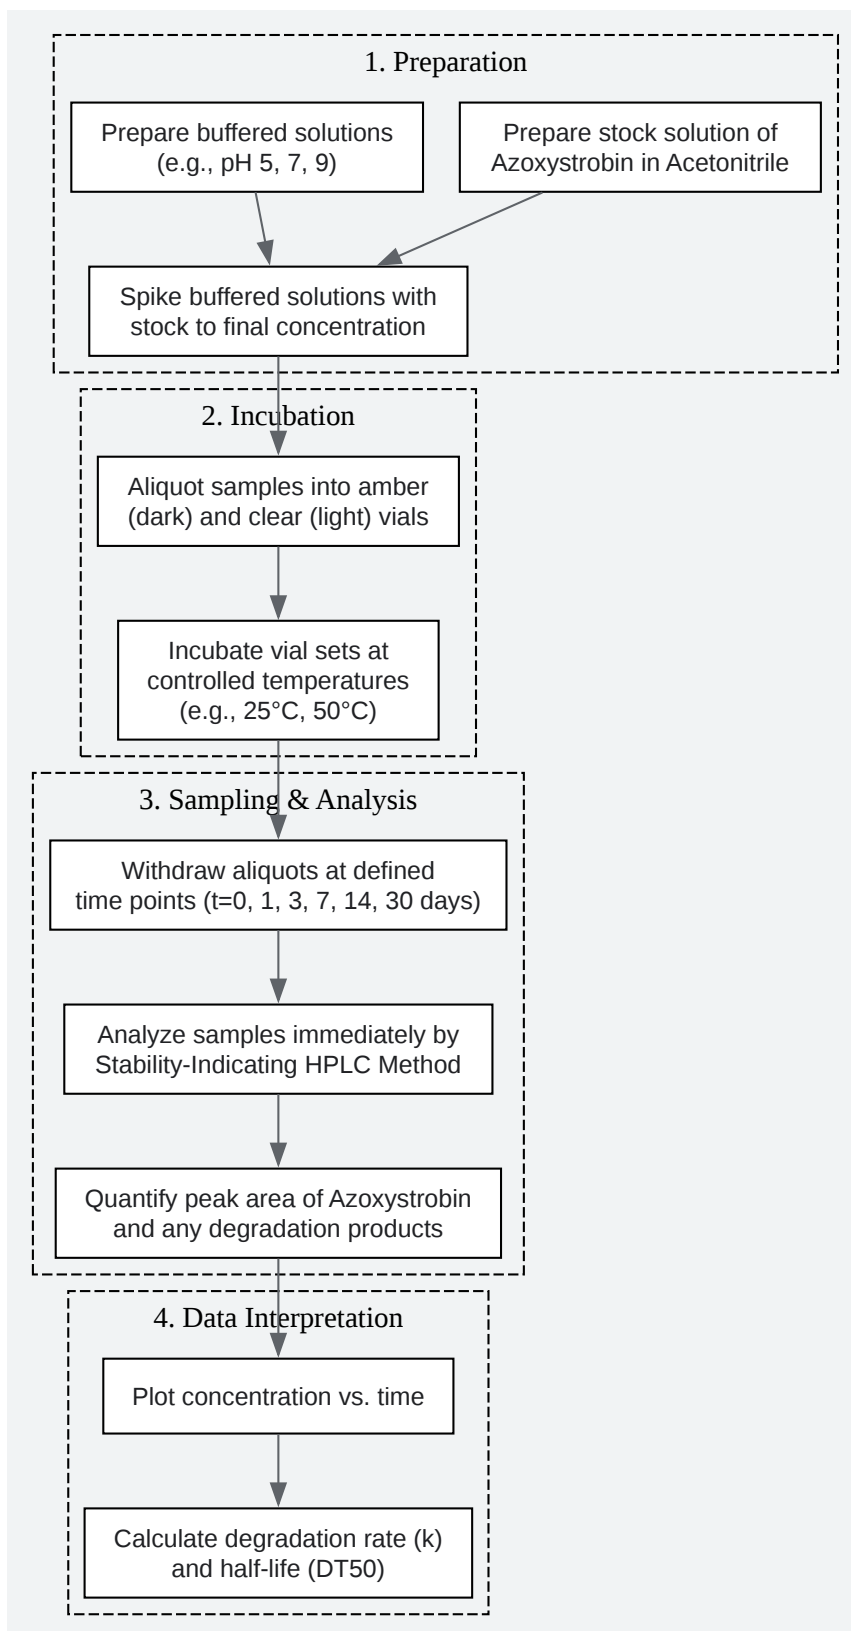 1. Preparation
Prepare buffered solutions
(e.g., pH 5, 7, 9)
Prepare stock solution of
Azoxystrobin in Acetonitrile
Spike buffered solutions with
stock to final concentration
2. Incubation
Aliquot samples into amber
(dark) and clear (light) vials
Incubate vial sets at
controlled temperatures
(e.g., 25°C, 50°C)
3. Sampling & Analysis
Withdraw aliquots at defined
time points (t=0, 1, 3, 7, 14, 30 days)
Analyze samples immediately by
Stability-Indicating HPLC Method
Quantify peak area of Azoxystrobin
and any degradation products
4. Data Interpretation
Plot concentration vs. time
Calculate degradation rate (k)
and half-life (DT50)